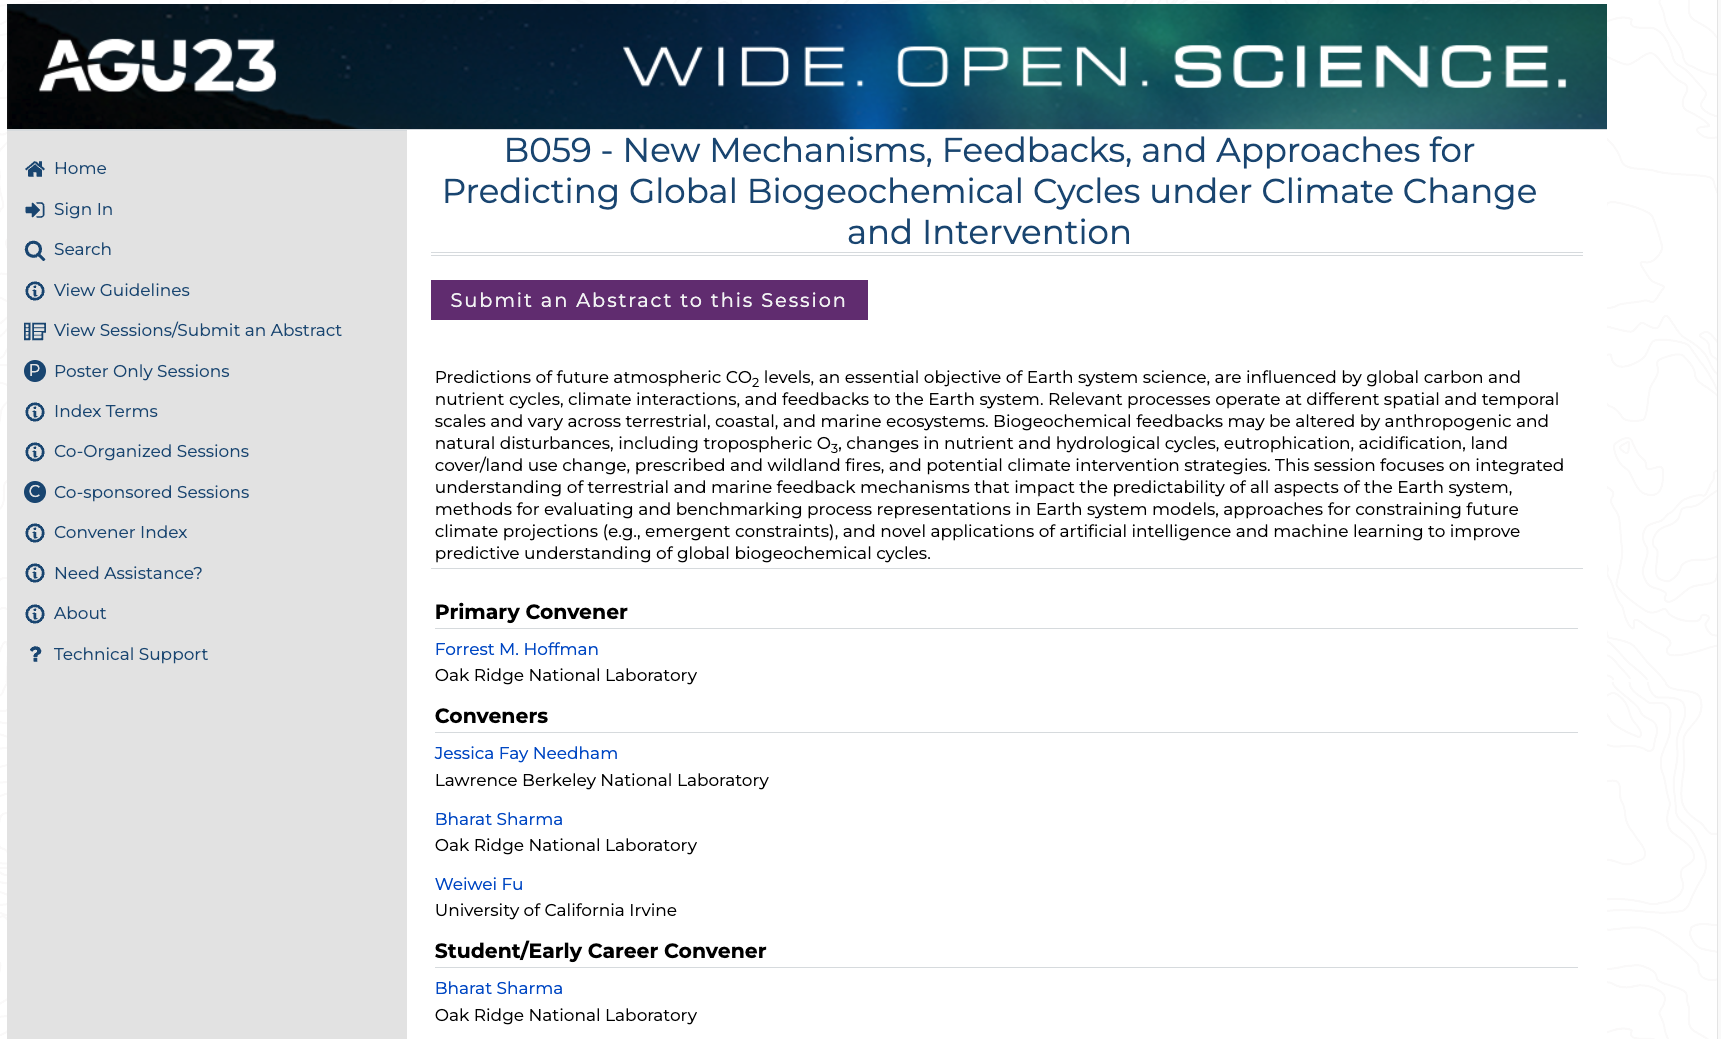 AGU23
WIDE. OPEN. SCIENCE.
Home
Sign In
Search
View Guidelines
View Sessions/Submit an Abstract
P Poster Only Sessions
Index Terms
Co-Organized Sessions
C Co-sponsored Sessions
Convener Index
Need Assistance?
About
? Technical Support
B059 - New Mechanisms, Feedbacks, and Approaches for
Predicting Global Biogeochemical Cycles under Climate Change
and Intervention
Submit an Abstract to this Session
Predictions of future atmospheric CO₂ levels, an essential objective of Earth system science, are influenced by global carbon and
nutrient cycles, climate interactions, and feedbacks to the Earth system. Relevant processes operate at different spatial and temporal
scales and vary across terrestrial, coastal, and marine ecosystems. Biogeochemical feedbacks may be altered by anthropogenic and
natural disturbances, including tropospheric O₃, changes in nutrient and hydrological cycles, eutrophication, acidification, land
cover/land use change, prescribed and wildland fires, and potential climate intervention strategies. This session focuses on integrated
understanding of terrestrial and marine feedback mechanisms that impact the predictability of all aspects of the Earth system,
methods for evaluating and benchmarking process representations in Earth system models, approaches for constraining future
climate projections (e.g., emergent constraints), and novel applications of artificial intelligence and machine learning to improve
predictive understanding of global biogeochemical cycles.
Primary Convener
Forrest M. Hoffman
Oak Ridge National Laboratory
Conveners
Jessica Fay Needham
Lawrence Berkeley National Laboratory
Bharat Sharma
Oak Ridge National Laboratory
Weiwei Fu
University of California Irvine
Student/Early Career Convener
Bharat Sharma
Oak Ridge National Laboratory